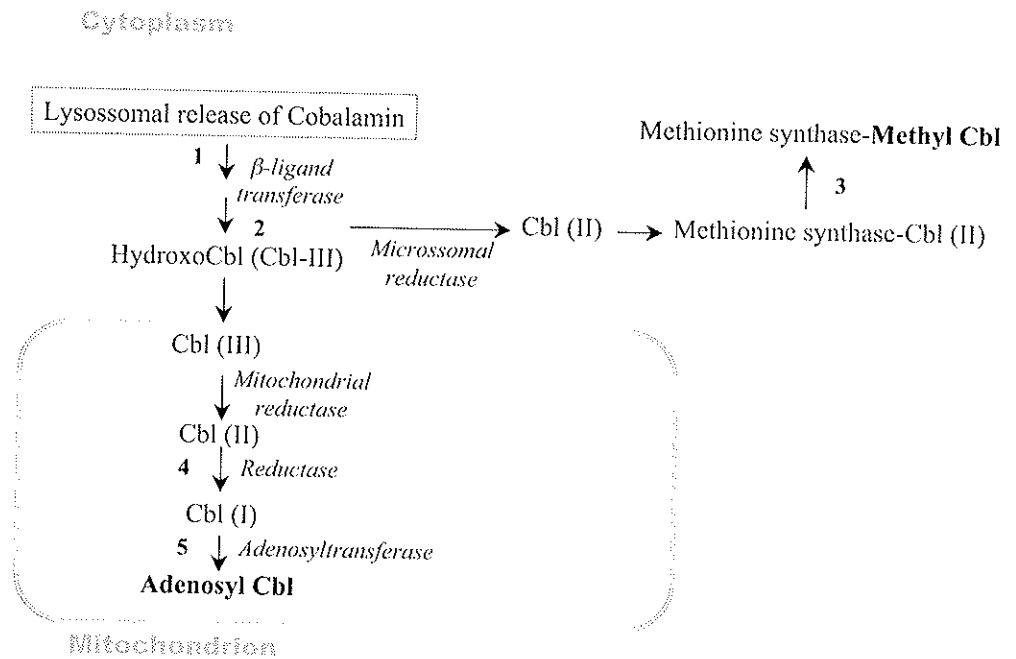 Cytoplasm
Lysossomal release of Cobalamin
Methionine synthase-Methyl Cbl
1
β-ligand
transferase
3
2
HydroxoCbl (Cbl-III)
Microssomal
reductase
Cbl (II)
Methionine synthase-Cbl (II)
Cbl (III)
Mitochondrial
reductase
Cbl (II)
4
Reductase
Cbl (I)
5
Adenosyltransferase
Adenosyl Cbl
Mitochondrion